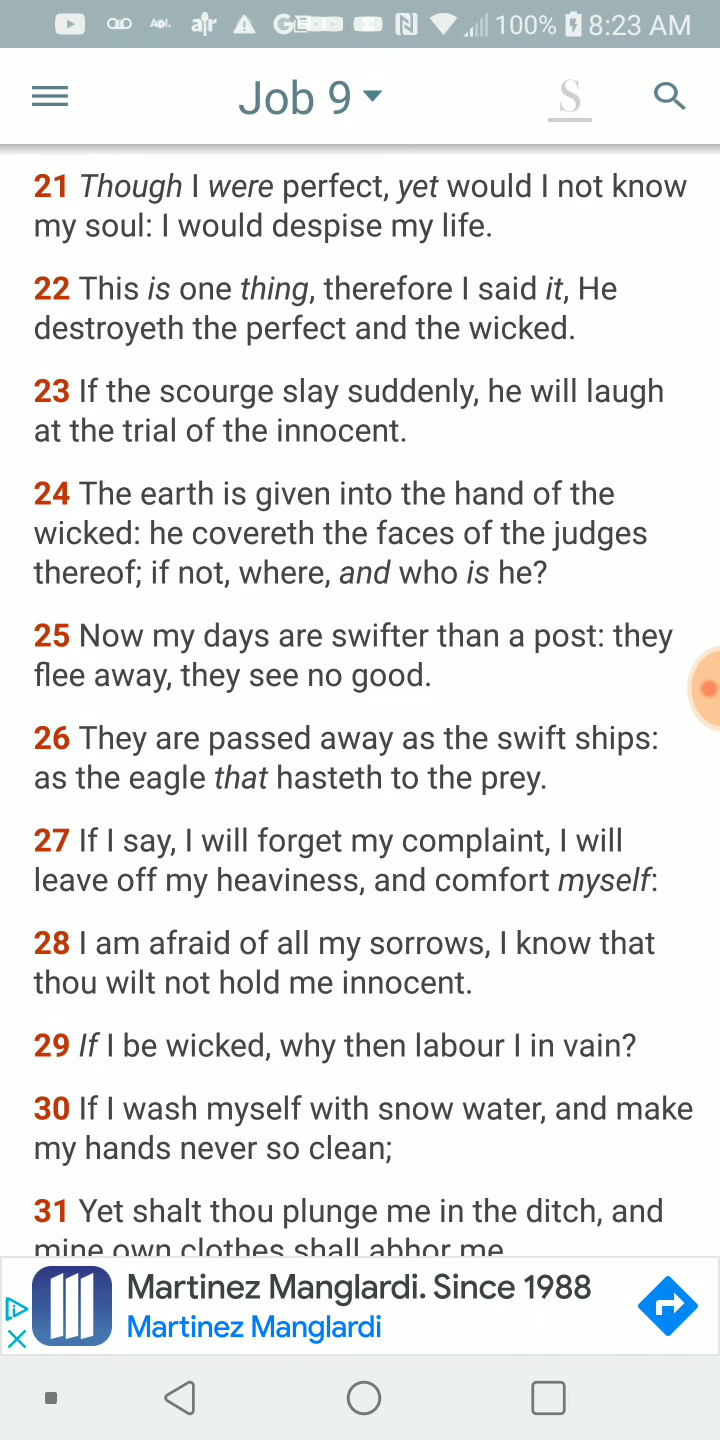 100% 8:23 AM
Job 9
S
21 Though I were perfect, yet would I not know
my soul: I would despise my life.
22 This is one thing, therefore I said it, He
destroyeth the perfect and the wicked.
23 If the scourge slay suddenly, he will laugh
at the trial of the innocent.
24 The earth is given into the hand of the
wicked: he covereth the faces of the judges
thereof; if not, where, and who is he?
25 Now my days are swifter than a post: they
flee away, they see no good.
26 They are passed away as the swift ships:
as the eagle that hasteth to the prey.
27 If I say, I will forget my complaint, I will
leave off my heaviness, and comfort myself:
28 I am afraid of all my sorrows, I know that
thou wilt not hold me innocent.
29 If I be wicked, why then labour I in vain?
30 If I wash myself with snow water, and make
my hands never so clean;
31 Yet shalt thou plunge me in the ditch, and
mine own clothes shall abhor me
Martinez Manglardi. Since 1988
Martinez Manglardi